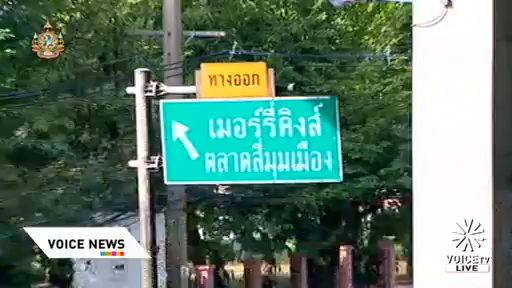 ทางออก
เมอร์รี่คิงส์
ตลาดสี่มุมเมือง
VOICE NEWS
VOICE TV
LIVE